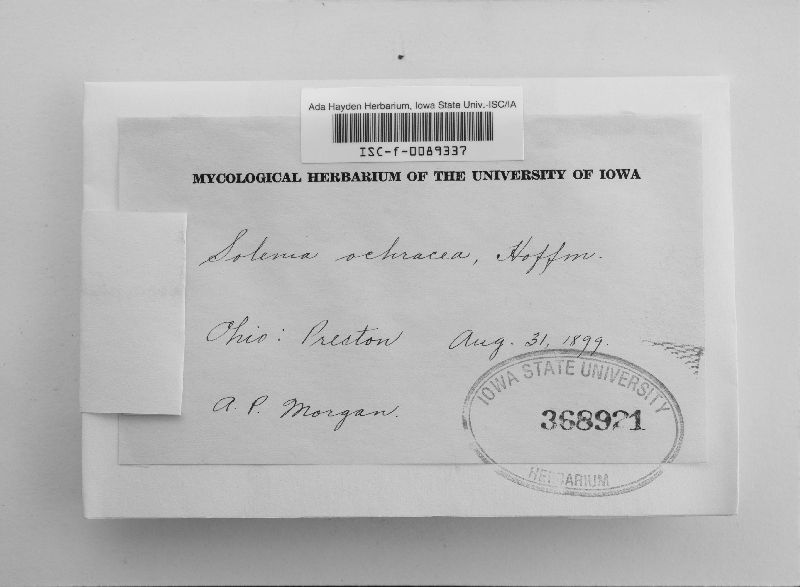 Ada Hayden Herbarium, Iowa State Univ.-ISC/IA
ISC-f-0089337
MYCOLOGICAL HERBARIUM OF THE UNIVERSITY OF IOWA
Solenia ochracea, Hoffm.
Ohio: Preston Aug. 31, 1899.
A. P. Morgan.
IOWA STATE UNIVERSITY
368921
HERBARIUM